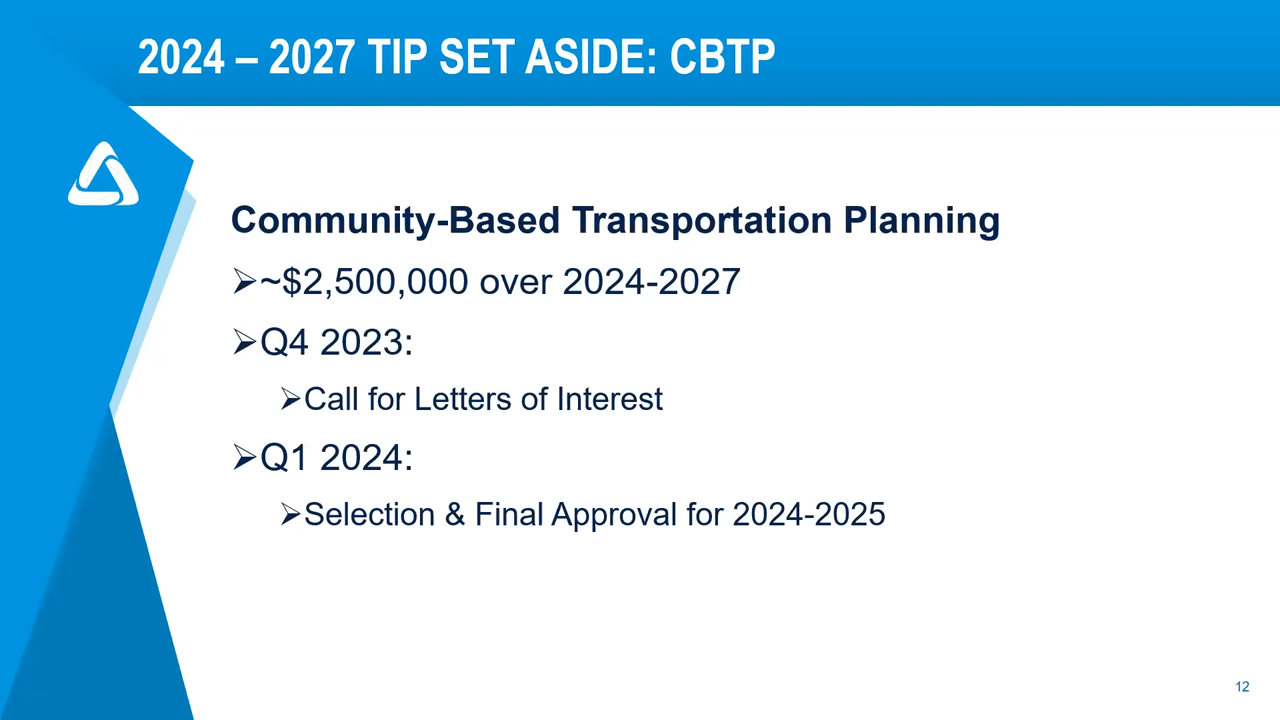 2024 – 2027 TIP SET ASIDE: CBTP
Community-Based Transportation Planning
➢~$2,500,000 over 2024-2027
➢Q4 2023:
➢Call for Letters of Interest
➢Q1 2024:
➢Selection & Final Approval for 2024-2025
12